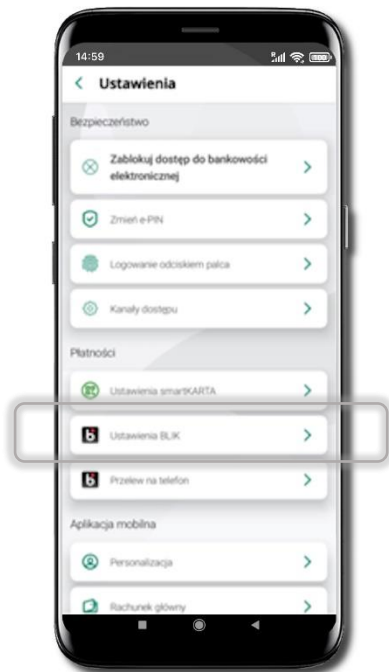 14:59
Ustawienia
Bezpieczeństwo
Zablokuj dostęp do bankowości
elektronicznej
Zmień e-PIN
Logowanie odciskiem palca
Kanały dostępu
Płatności
Ustawienia smartKARTA
Ustawienia BLIK
Przelew na telefon
Aplikacja mobilna
Personalizacja
Rachunek główny